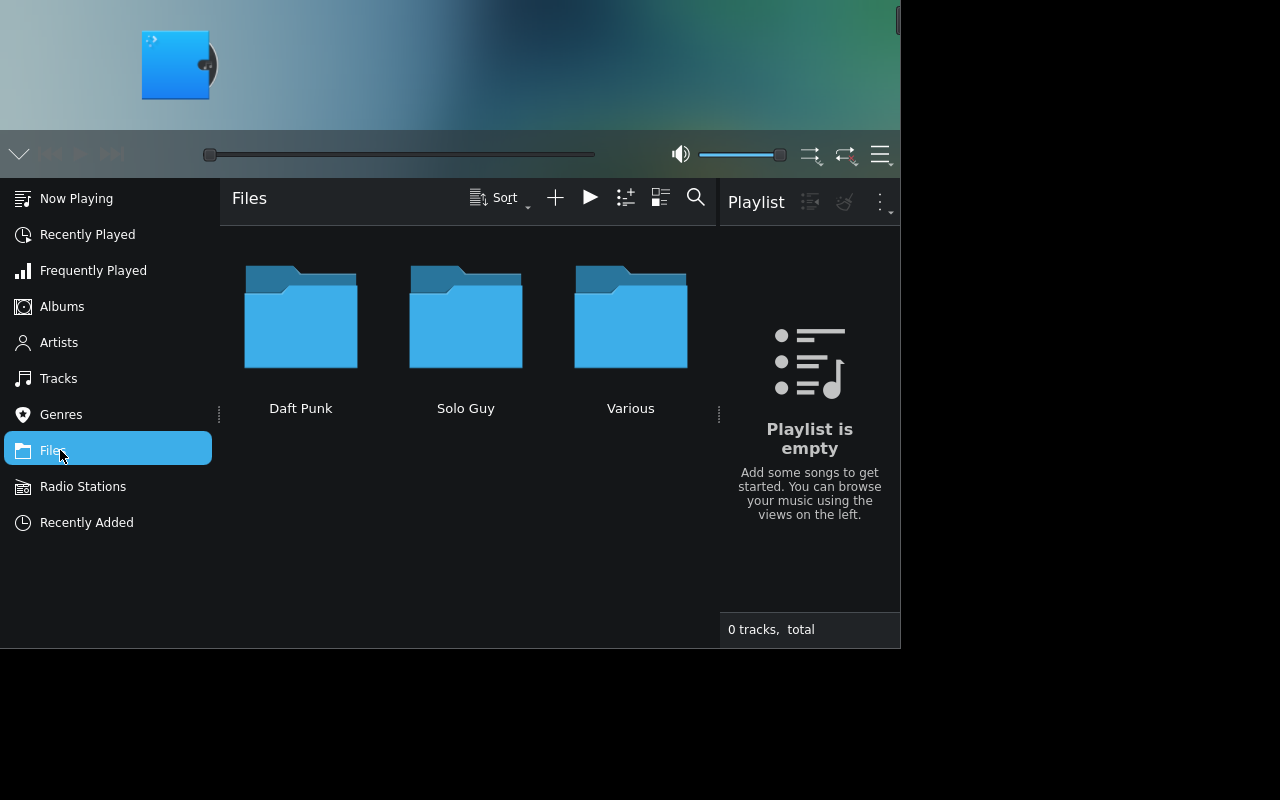 Now Playing
Recently Played
Frequently Played
Albums
Artists
Tracks
Genres
Files
Radio Stations
Recently Added
Files
Sort
Daft Punk
Solo Guy
Various
Playlist
Playlist is
empty
Add some songs to get
started. You can browse
your music using the
views on the left.
0 tracks,  total